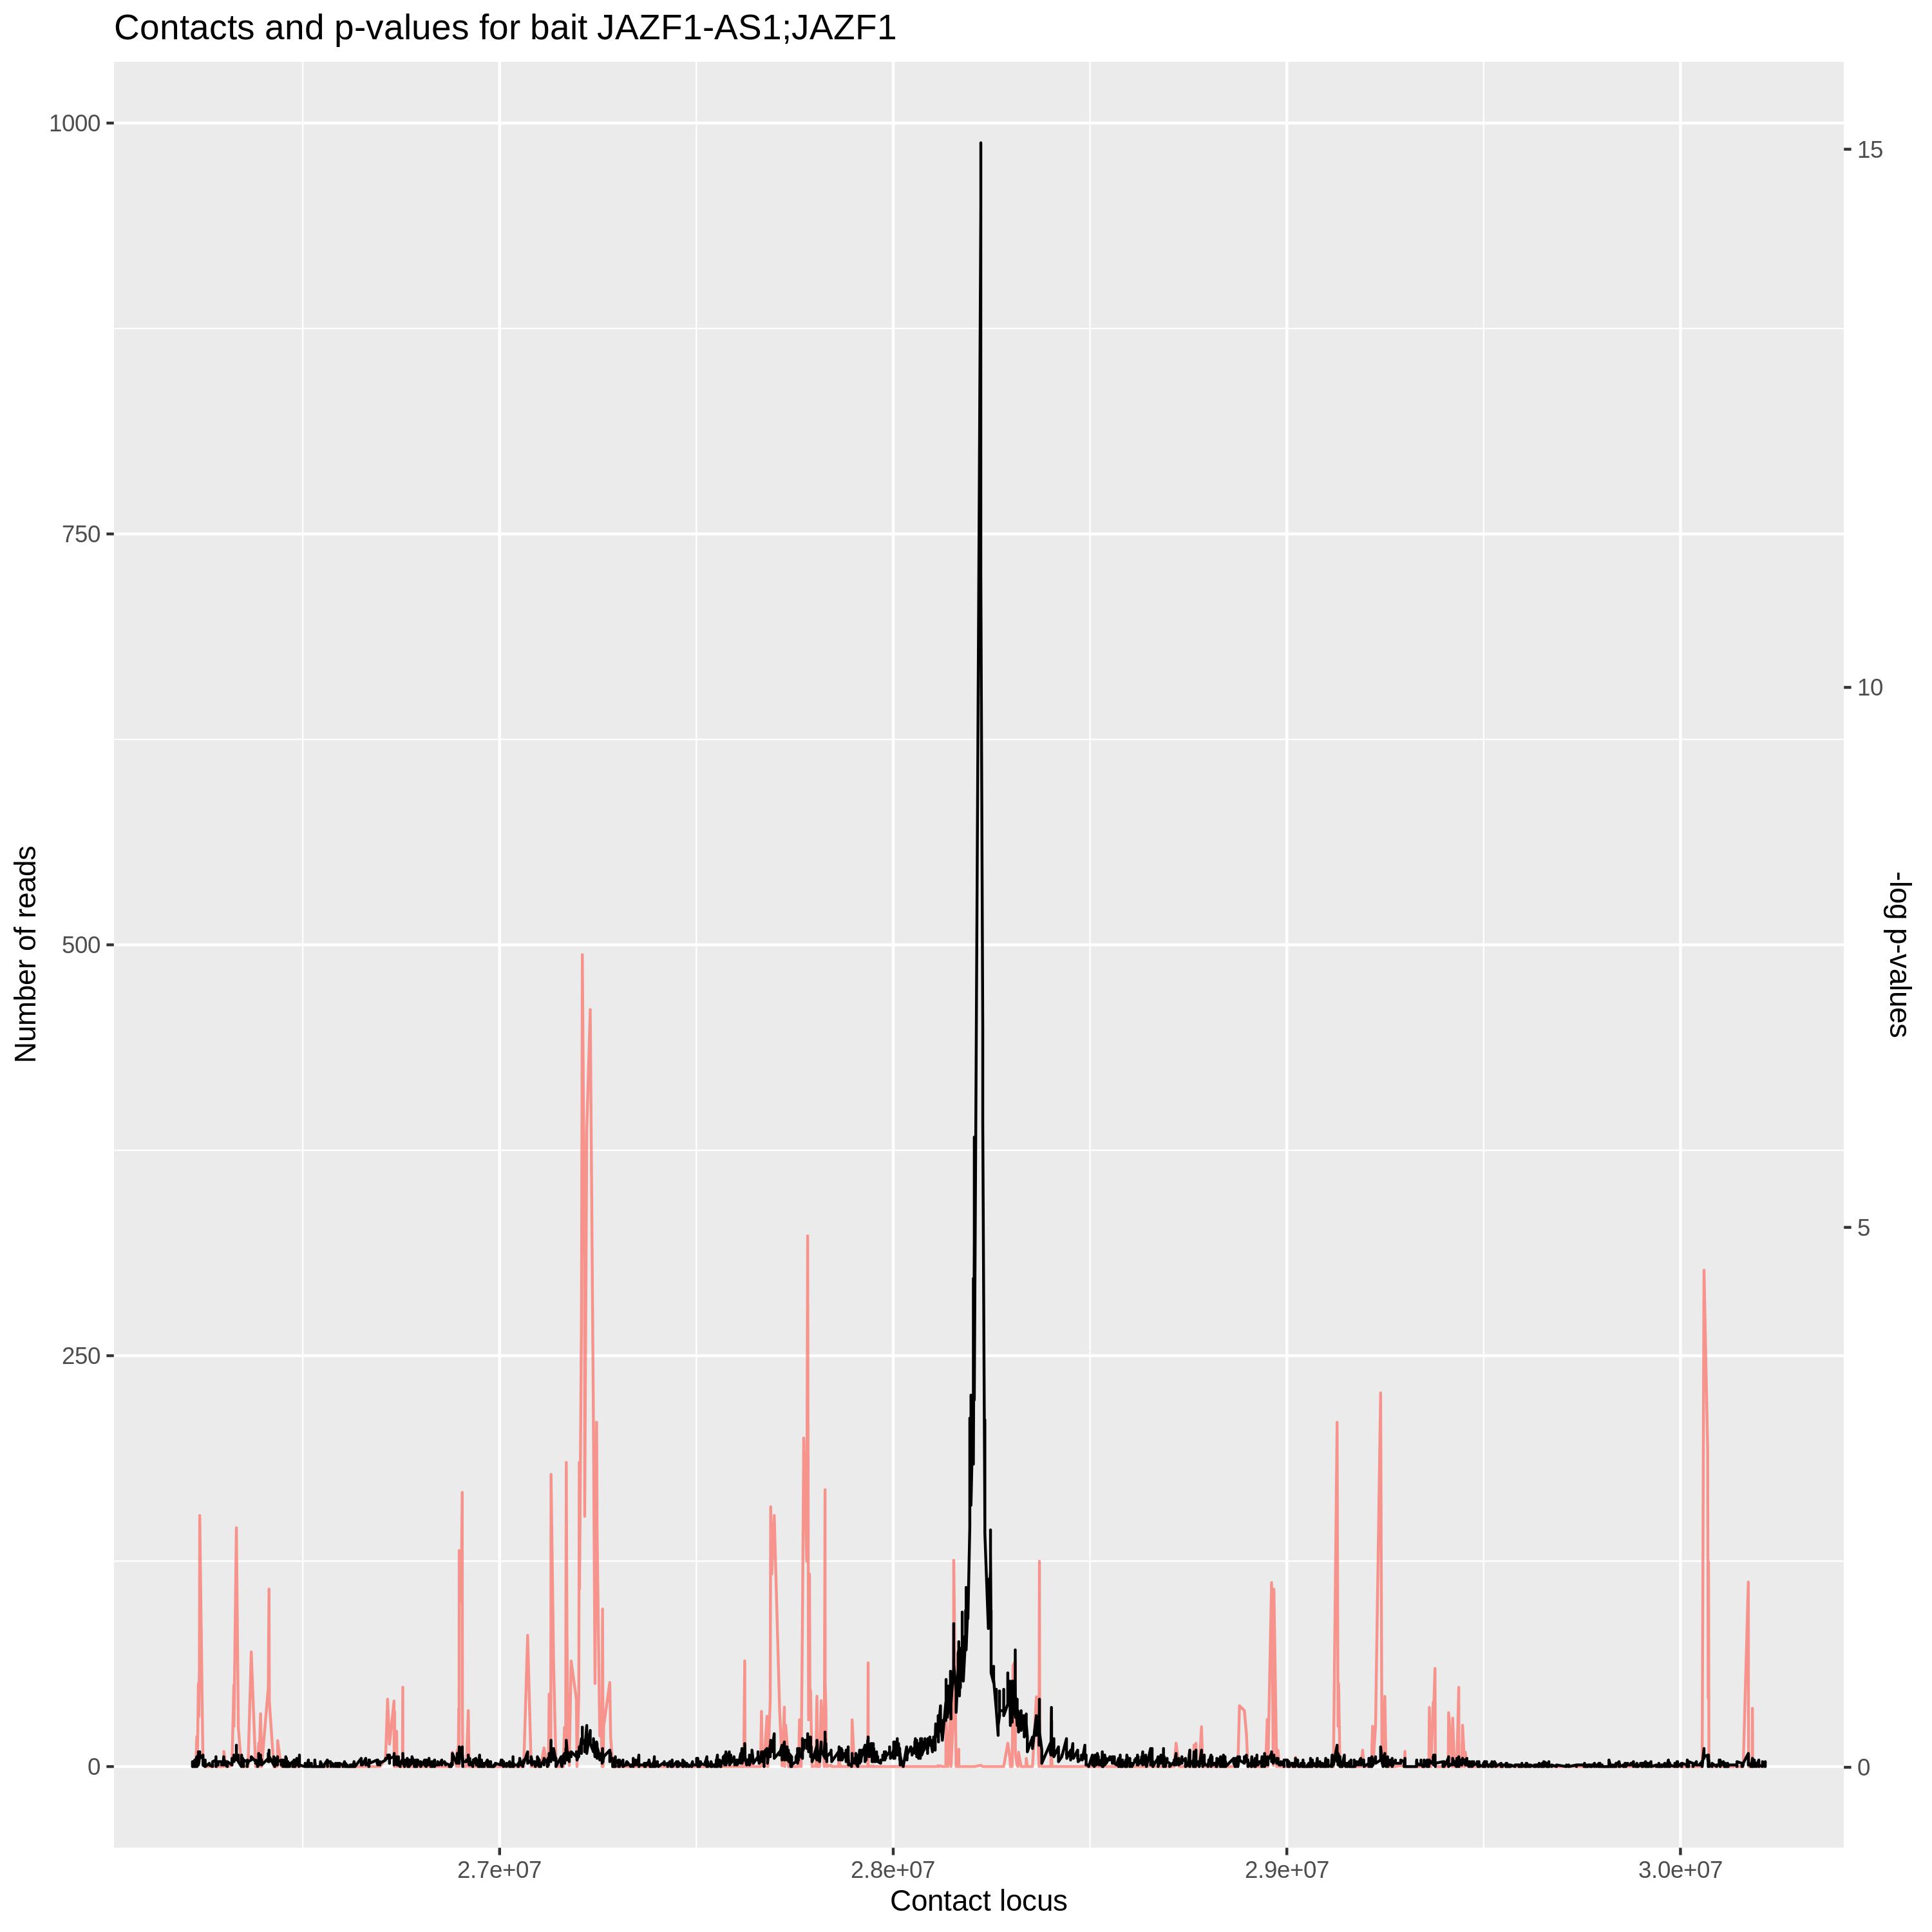 Contacts and p-values for bait JAZF1-AS1;JAZF1
1000
750
500
250
0
Number of reads
15
10
5
0
-log p-values
2.7e+07 2.8e+07 2.9e+07 3.0e+07
Contact locus